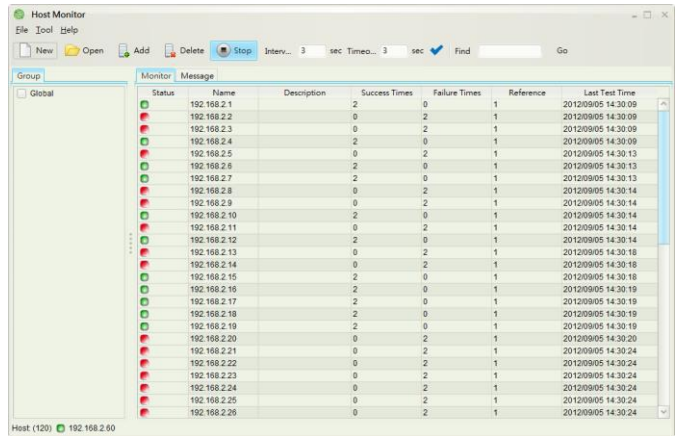 Host Monitor
File Tool Help
New Open Add Delete Stop Interv... 3 sec Timeo... 3 sec Find Go
Group Monitor Message
Global
Status Name Description Success Times Failure Times Reference Last Test Time
192.168.2.1 2 0 1 2012/09/05 14:30:09
192.168.2.2 0 2 1 2012/09/05 14:30:09
192.168.2.3 0 2 1 2012/09/05 14:30:09
192.168.2.4 2 0 1 2012/09/05 14:30:09
192.168.2.5 0 2 1 2012/09/05 14:30:13
192.168.2.6 2 0 1 2012/09/05 14:30:13
192.168.2.7 2 0 1 2012/09/05 14:30:13
192.168.2.8 0 2 1 2012/09/05 14:30:14
192.168.2.9 0 2 1 2012/09/05 14:30:14
192.168.2.10 2 0 1 2012/09/05 14:30:14
192.168.2.11 0 2 1 2012/09/05 14:30:14
192.168.2.12 2 0 1 2012/09/05 14:30:14
192.168.2.13 0 2 1 2012/09/05 14:30:18
192.168.2.14 0 2 1 2012/09/05 14:30:18
192.168.2.15 2 0 1 2012/09/05 14:30:18
192.168.2.16 2 0 1 2012/09/05 14:30:19
192.168.2.17 2 0 1 2012/09/05 14:30:19
192.168.2.18 2 0 1 2012/09/05 14:30:19
192.168.2.19 2 0 1 2012/09/05 14:30:19
192.168.2.20 0 2 1 2012/09/05 14:30:20
192.168.2.21 0 2 1 2012/09/05 14:30:24
192.168.2.22 0 2 1 2012/09/05 14:30:24
192.168.2.23 0 2 1 2012/09/05 14:30:24
192.168.2.24 0 2 1 2012/09/05 14:30:24
192.168.2.25 0 2 1 2012/09/05 14:30:24
192.168.2.26 0 2 1 2012/09/05 14:30:24
Host: (120) 192.168.2.60